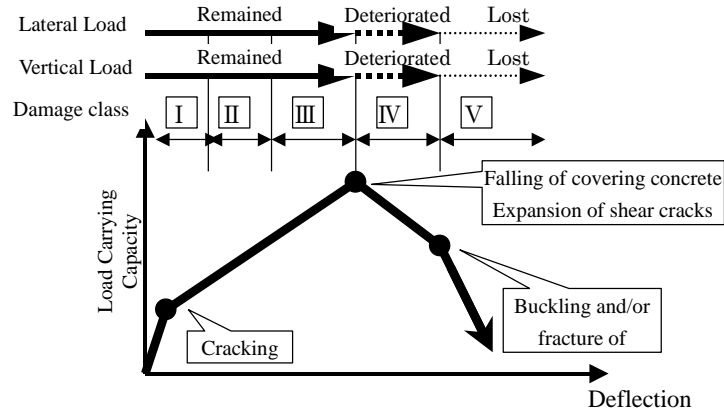 Lateral Load Remained Deteriorated Lost
Vertical Load Remained Deteriorated Lost
Damage class Ⅰ Ⅱ Ⅲ Ⅳ Ⅴ
Load Carrying
Capacity
Falling of covering concrete
Expansion of shear cracks
Buckling and/or
fracture of
Cracking
Deflection